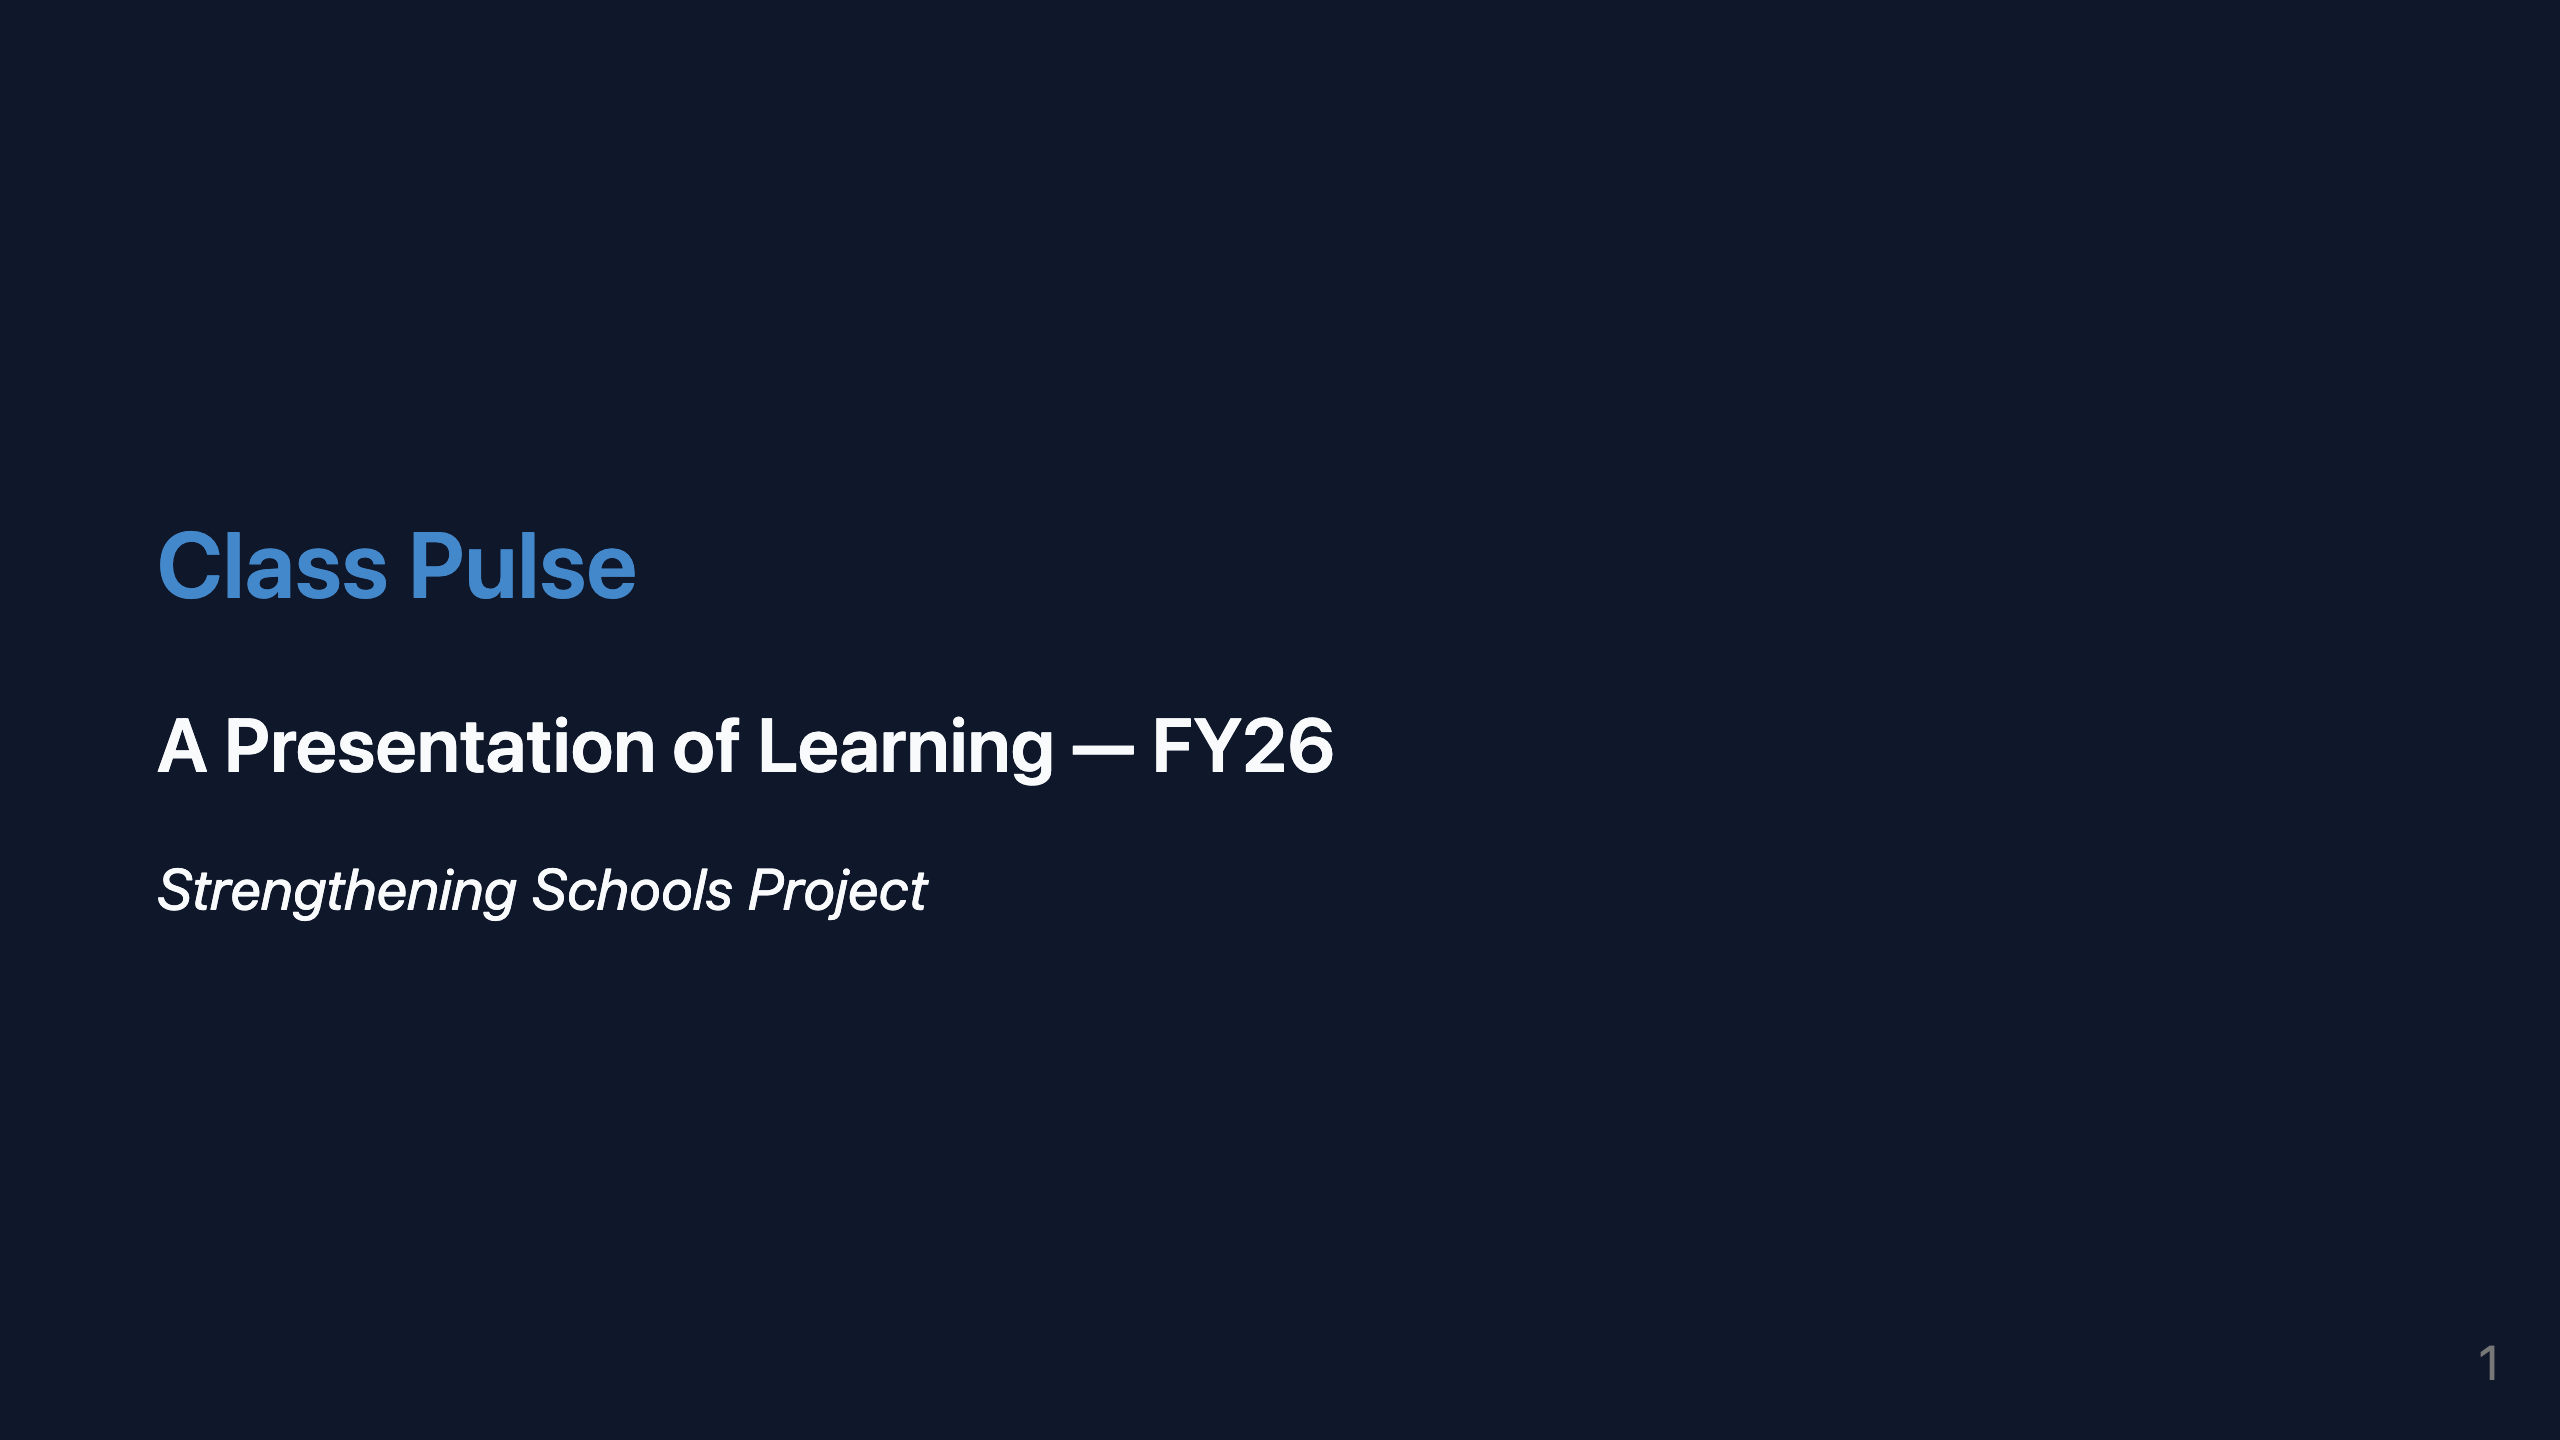 Class Pulse
A Presentation of Learning — FY26
Strengthening Schools Project
1